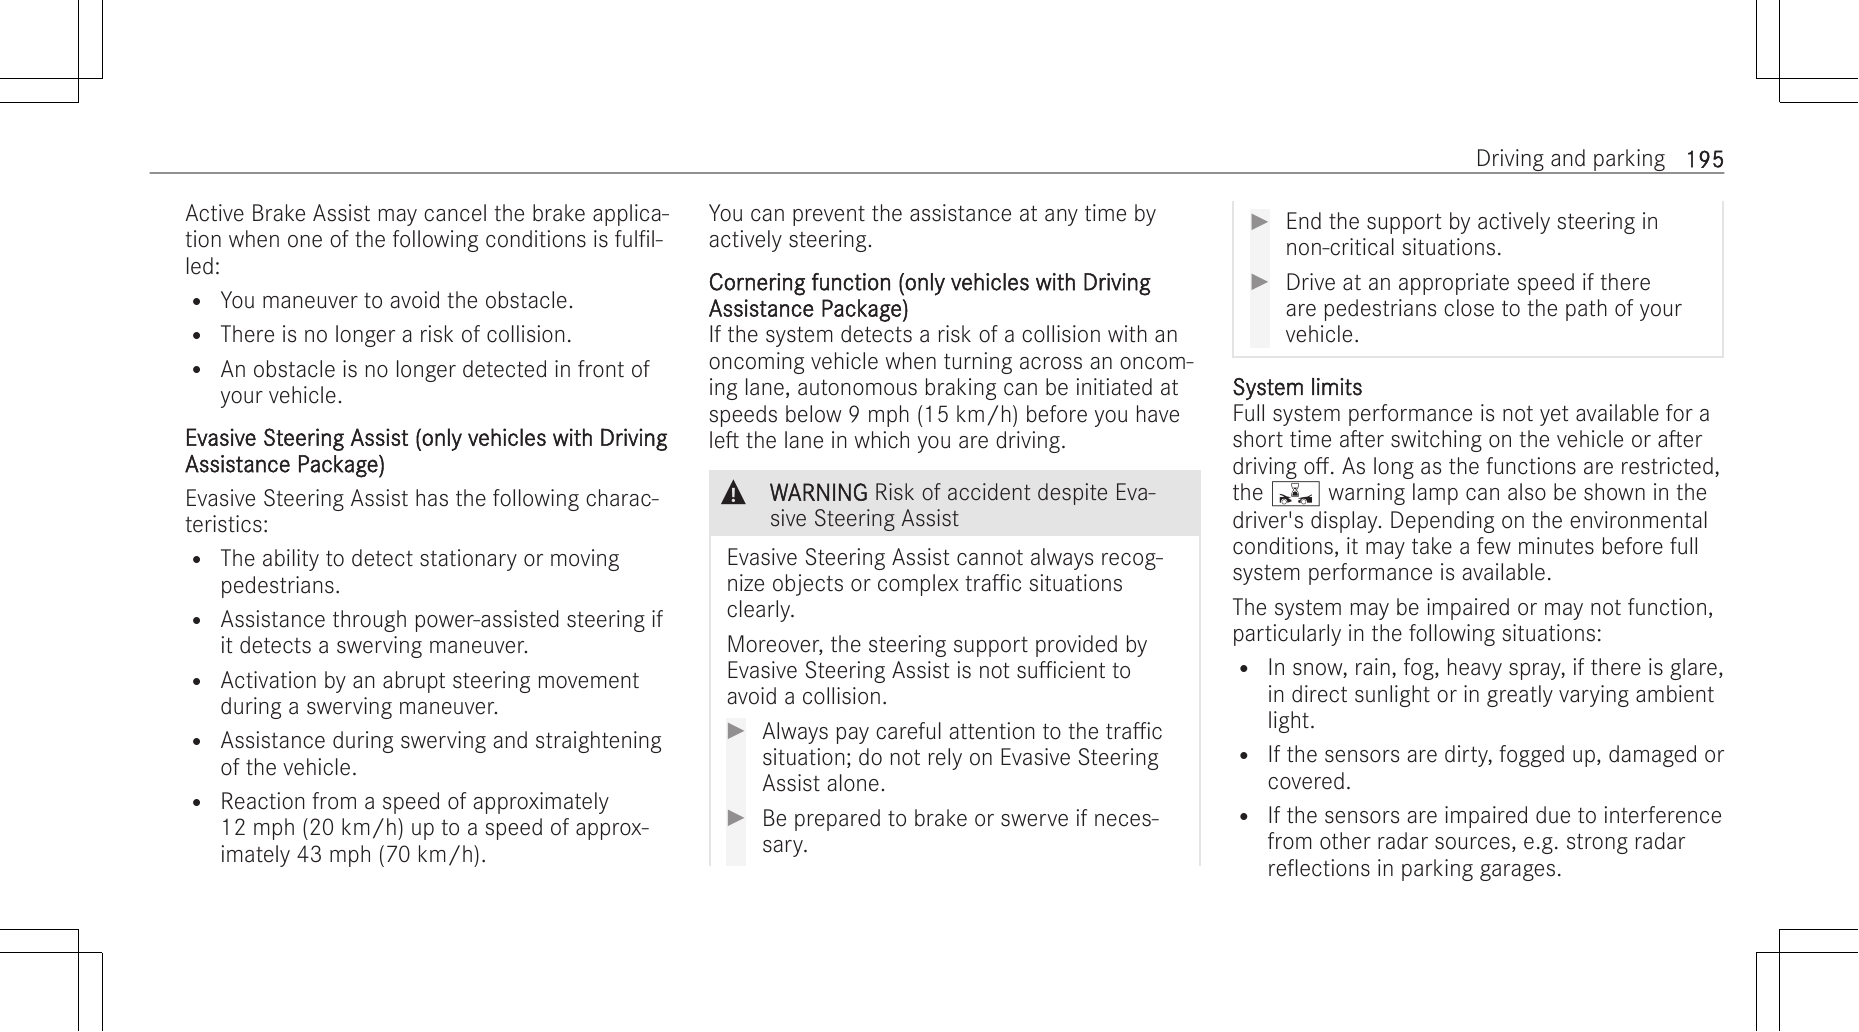 Driving and parking 195
Active Brake Assist may cancel the brake applica-
tion when one of the following conditions is fulfil-
led:
• You maneuver to avoid the obstacle.
• There is no longer a risk of collision.
• An obstacle is no longer detected in front of
your vehicle.
Evasive Steering Assist (only vehicles with Driving
Assistance Package)
Evasive Steering Assist has the following charac-
teristics:
• The ability to detect stationary or moving
pedestrians.
• Assistance through power-assisted steering if
it detects a swerving maneuver.
• Activation by an abrupt steering movement
during a swerving maneuver.
• Assistance during swerving and straightening
of the vehicle.
• Reaction from a speed of approximately
12 mph (20 km/h) up to a speed of approx-
imately 43 mph (70 km/h).
You can prevent the assistance at any time by
actively steering.
Cornering function (only vehicles with Driving
Assistance Package)
If the system detects a risk of a collision with an
oncoming vehicle when turning across an oncom-
ing lane, autonomous braking can be initiated at
speeds below 9 mph (15 km/h) before you have
left the lane in which you are driving.
WARNING Risk of accident despite Eva-
sive Steering Assist
Evasive Steering Assist cannot always recog-
nize objects or complex traffic situations
clearly.
Moreover, the steering support provided by
Evasive Steering Assist is not sufficient to
avoid a collision.
▶ Always pay careful attention to the traffic
situation; do not rely on Evasive Steering
Assist alone.
▶ Be prepared to brake or swerve if neces-
sary.
▶ End the support by actively steering in
non-critical situations.
▶ Drive at an appropriate speed if there
are pedestrians close to the path of your
vehicle.
System limits
Full system performance is not yet available for a
short time after switching on the vehicle or after
driving off. As long as the functions are restricted,
the warning lamp can also be shown in the
driver's display. Depending on the environmental
conditions, it may take a few minutes before full
system performance is available.
The system may be impaired or may not function,
particularly in the following situations:
• In snow, rain, fog, heavy spray, if there is glare,
in direct sunlight or in greatly varying ambient
light.
• If the sensors are dirty, fogged up, damaged or
covered.
• If the sensors are impaired due to interference
from other radar sources, e.g. strong radar
reflections in parking garages.